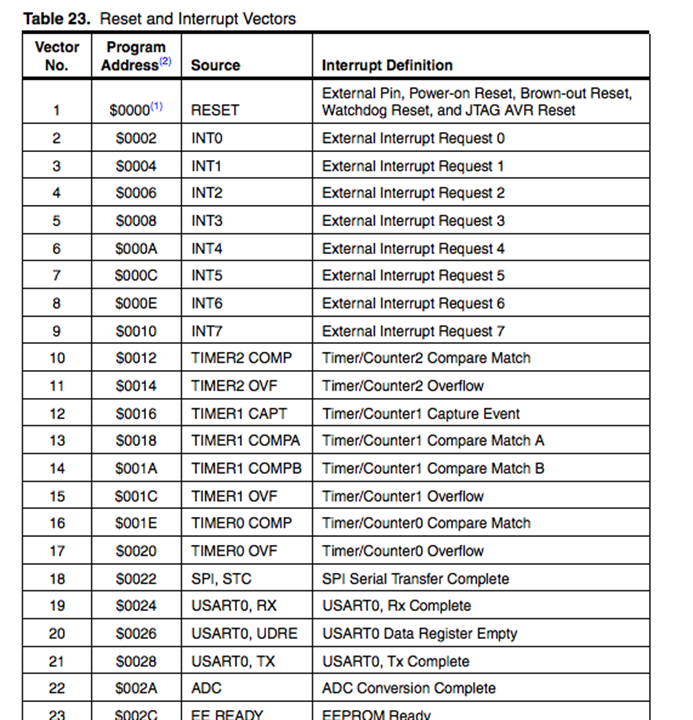 Table 23. Reset and Interrupt Vectors
Vector No. Program Address(2) Source Interrupt Definition
1 $0000(1) RESET External Pin, Power-on Reset, Brown-out Reset, Watchdog Reset, and JTAG AVR Reset
2 $0002 INT0 External Interrupt Request 0
3 $0004 INT1 External Interrupt Request 1
4 $0006 INT2 External Interrupt Request 2
5 $0008 INT3 External Interrupt Request 3
6 $000A INT4 External Interrupt Request 4
7 $000C INT5 External Interrupt Request 5
8 $000E INT6 External Interrupt Request 6
9 $0010 INT7 External Interrupt Request 7
10 $0012 TIMER2 COMP Timer/Counter2 Compare Match
11 $0014 TIMER2 OVF Timer/Counter2 Overflow
12 $0016 TIMER1 CAPT Timer/Counter1 Capture Event
13 $0018 TIMER1 COMPA Timer/Counter1 Compare Match A
14 $001A TIMER1 COMPB Timer/Counter1 Compare Match B
15 $001C TIMER1 OVF Timer/Counter1 Overflow
16 $001E TIMER0 COMP Timer/Counter0 Compare Match
17 $0020 TIMER0 OVF Timer/Counter0 Overflow
18 $0022 SPI, STC SPI Serial Transfer Complete
19 $0024 USART0, RX USART0, Rx Complete
20 $0026 USART0, UDRE USART0 Data Register Empty
21 $0028 USART0, TX USART0, Tx Complete
22 $002A ADC ADC Conversion Complete
23 $002C EE READY EEPROM Ready